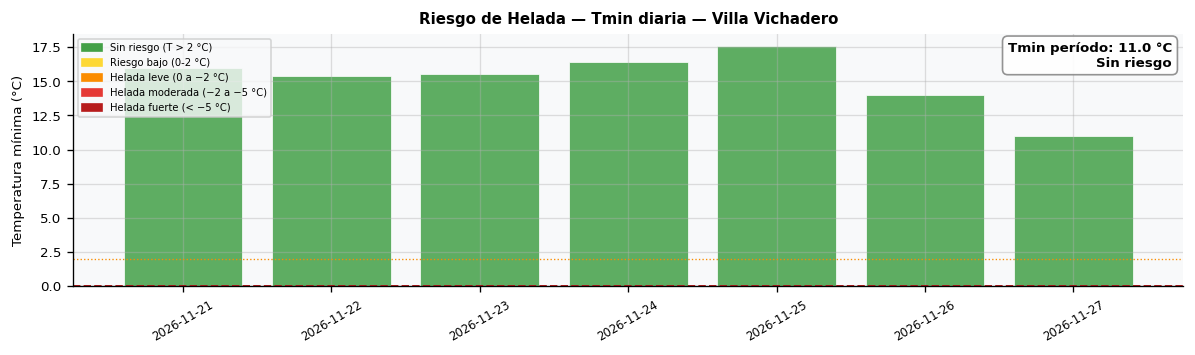 Riesgo de Helada — Tmin diaria — Villa Vichadero
Temperatura mínima (°C)
17.5
15.0
12.5
10.0
7.5
5.0
2.5
0.0
Sin riesgo (T > 2 °C)
Riesgo bajo (0-2 °C)
Helada leve (0 a −2 °C)
Helada moderada (−2 a −5 °C)
Helada fuerte (< −5 °C)
Tmin período: 11.0 °C
Sin riesgo
2026-11-21
2026-11-22
2026-11-23
2026-11-24
2026-11-25
2026-11-26
2026-11-27